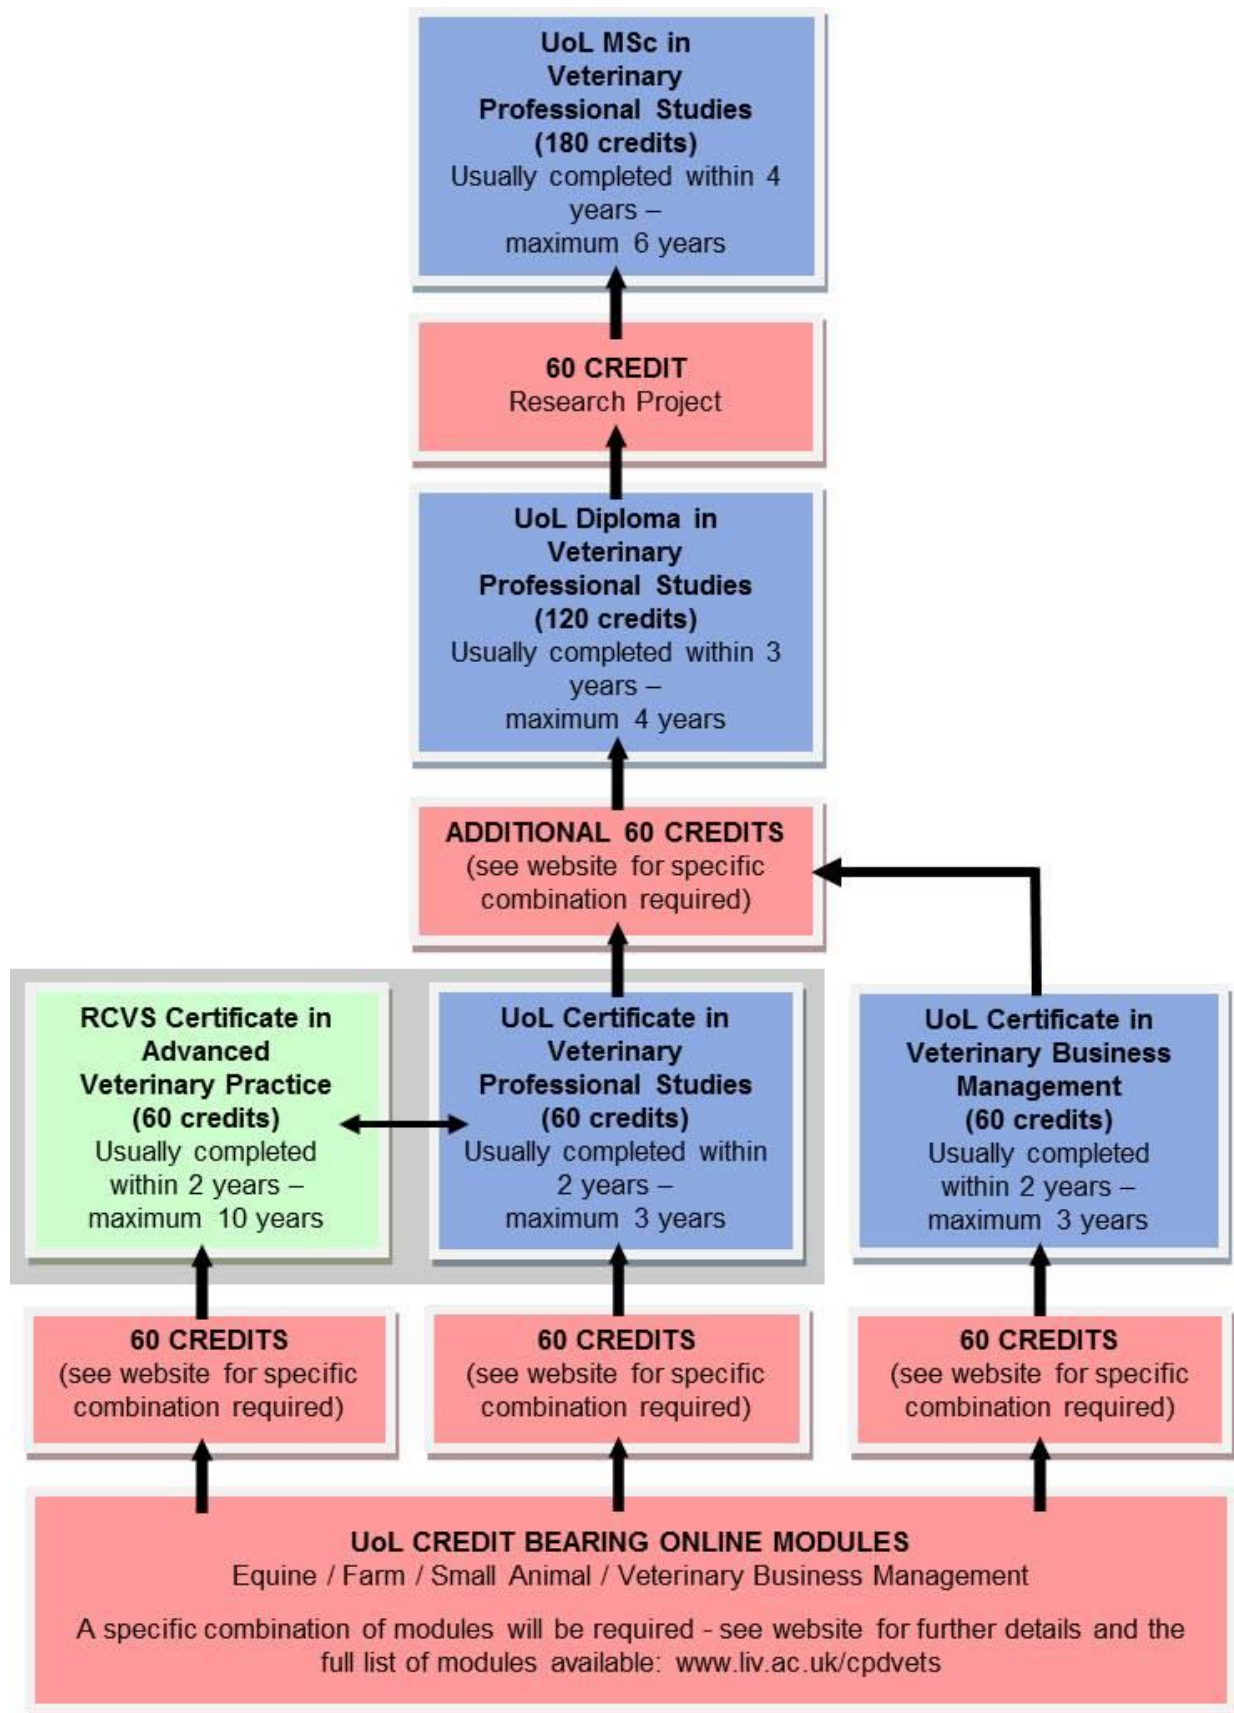 UoL MSc in
Veterinary
Professional Studies
(180 credits)
Usually completed within 4
years –
maximum 6 years
60 CREDIT
Research Project
UoL Diploma in
Veterinary
Professional Studies
(120 credits)
Usually completed within 3
years –
maximum 4 years
ADDITIONAL 60 CREDITS
(see website for specific
combination required)
RCVS Certificate in
Advanced
Veterinary Practice
(60 credits)
Usually completed
within 2 years –
maximum 10 years
UoL Certificate in
Veterinary
Professional Studies
(60 credits)
Usually completed within
2 years –
maximum 3 years
UoL Certificate in
Veterinary Business
Management
(60 credits)
Usually completed
within 2 years –
maximum 3 years
60 CREDITS
(see website for specific
combination required)
60 CREDITS
(see website for specific
combination required)
60 CREDITS
(see website for specific
combination required)
UoL CREDIT BEARING ONLINE MODULES
Equine / Farm / Small Animal / Veterinary Business Management
A specific combination of modules will be required - see website for further details and the
full list of modules available: www.liv.ac.uk/cpdvets